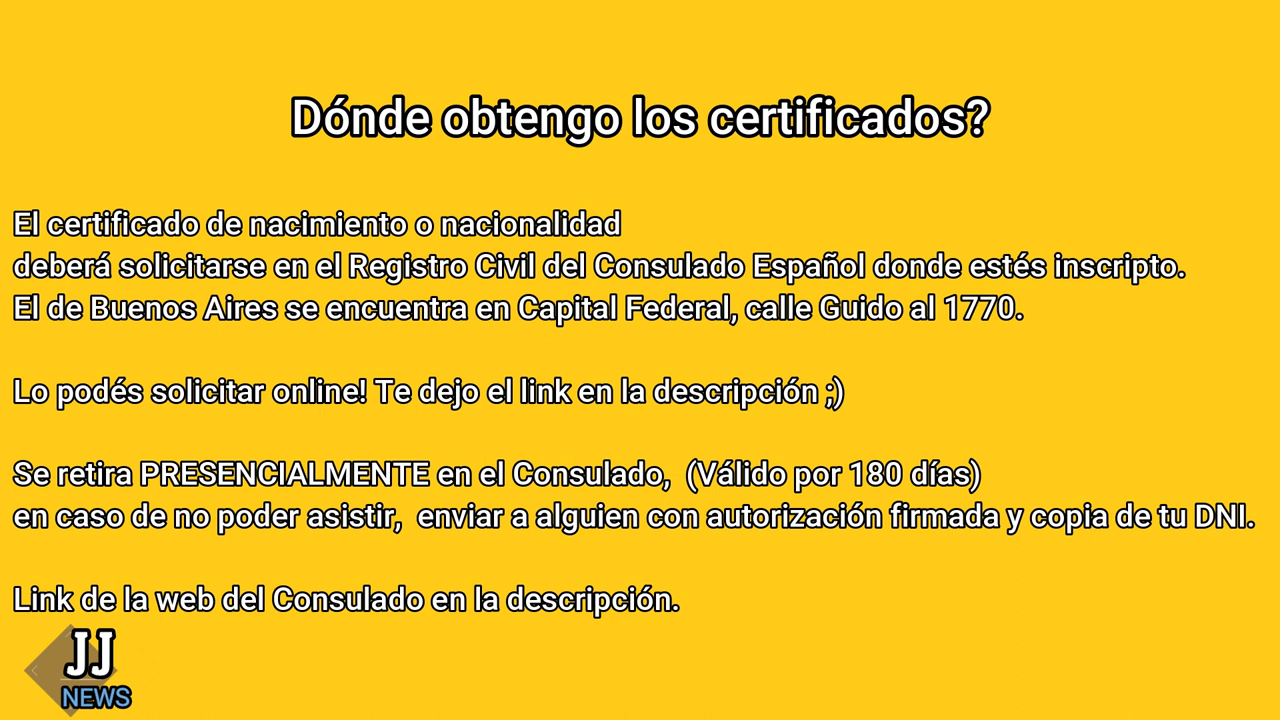 Dónde obtengo los certificados?
El certificado de nacimiento o nacionalidad
deberá solicitarse en el Registro Civil del Consulado Español donde estés inscripto.
El de Buenos Aires se encuentra en Capital Federal, calle Guido al 1770.
Lo podés solicitar online! Te dejo el link en la descripción ;)
Se retira PRESENCIALMENTE en el Consulado,  (Válido por 180 días)
en caso de no poder asistir,  enviar a alguien con autorización firmada y copia de tu DNI.
Link de la web del Consulado en la descripción.
JJ
NEWS